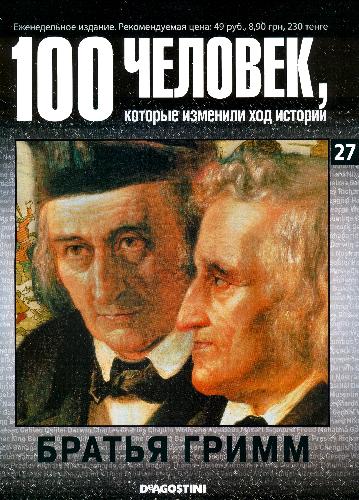 Еженедельное издание. Рекомендуемая цена: 49 руб., 8,90 грн, 230 тенге
100 ЧЕЛОВЕК,
которые изменили ход истории
27
БРАТЬЯ ГРИММ
DEAGOSTINI